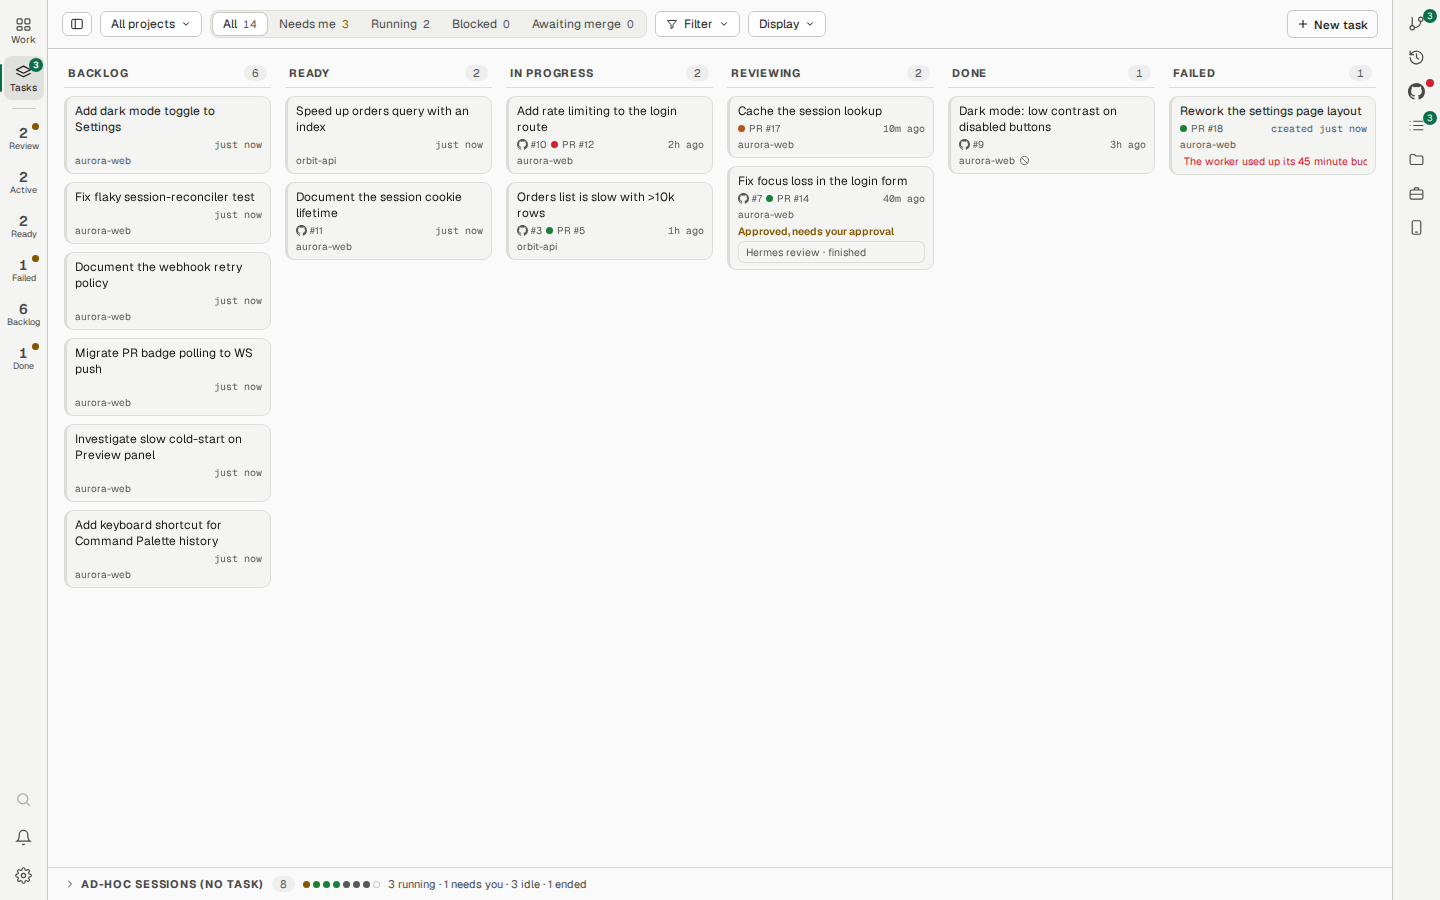 Work
3
Tasks
2
Review
2
Active
2
Ready
1
Failed
6
Backlog
1
Done
All projects
All 14
Needs me 3
Running 2
Blocked 0
Awaiting merge 0
Filter
Display
+ New task
BACKLOG 6
Add dark mode toggle to
Settings
just now
aurora-web
Fix flaky session-reconciler test
just now
aurora-web
Document the webhook retry
policy
just now
aurora-web
Migrate PR badge polling to WS
push
just now
aurora-web
Investigate slow cold-start on
Preview panel
just now
aurora-web
Add keyboard shortcut for
Command Palette history
just now
aurora-web
READY 2
Speed up orders query with an
index
just now
orbit-api
Document the session cookie
lifetime
#11 just now
aurora-web
IN PROGRESS 2
Add rate limiting to the login
route
#10 PR #12 2h ago
aurora-web
Orders list is slow with >10k
rows
#3 PR #5 1h ago
orbit-api
REVIEWING 2
Cache the session lookup
PR #17 10m ago
aurora-web
Fix focus loss in the login form
#7 PR #14 40m ago
aurora-web
Approved, needs your approval
Hermes review · finished
DONE 1
Dark mode: low contrast on
disabled buttons
#9 3h ago
aurora-web
FAILED 1
Rework the settings page layout
PR #18 created just now
aurora-web
The worker used up its 45 minute
3
3
AD-HOC SESSIONS (NO TASK) 8 3 running · 1 needs you · 3 idle · 1 ended